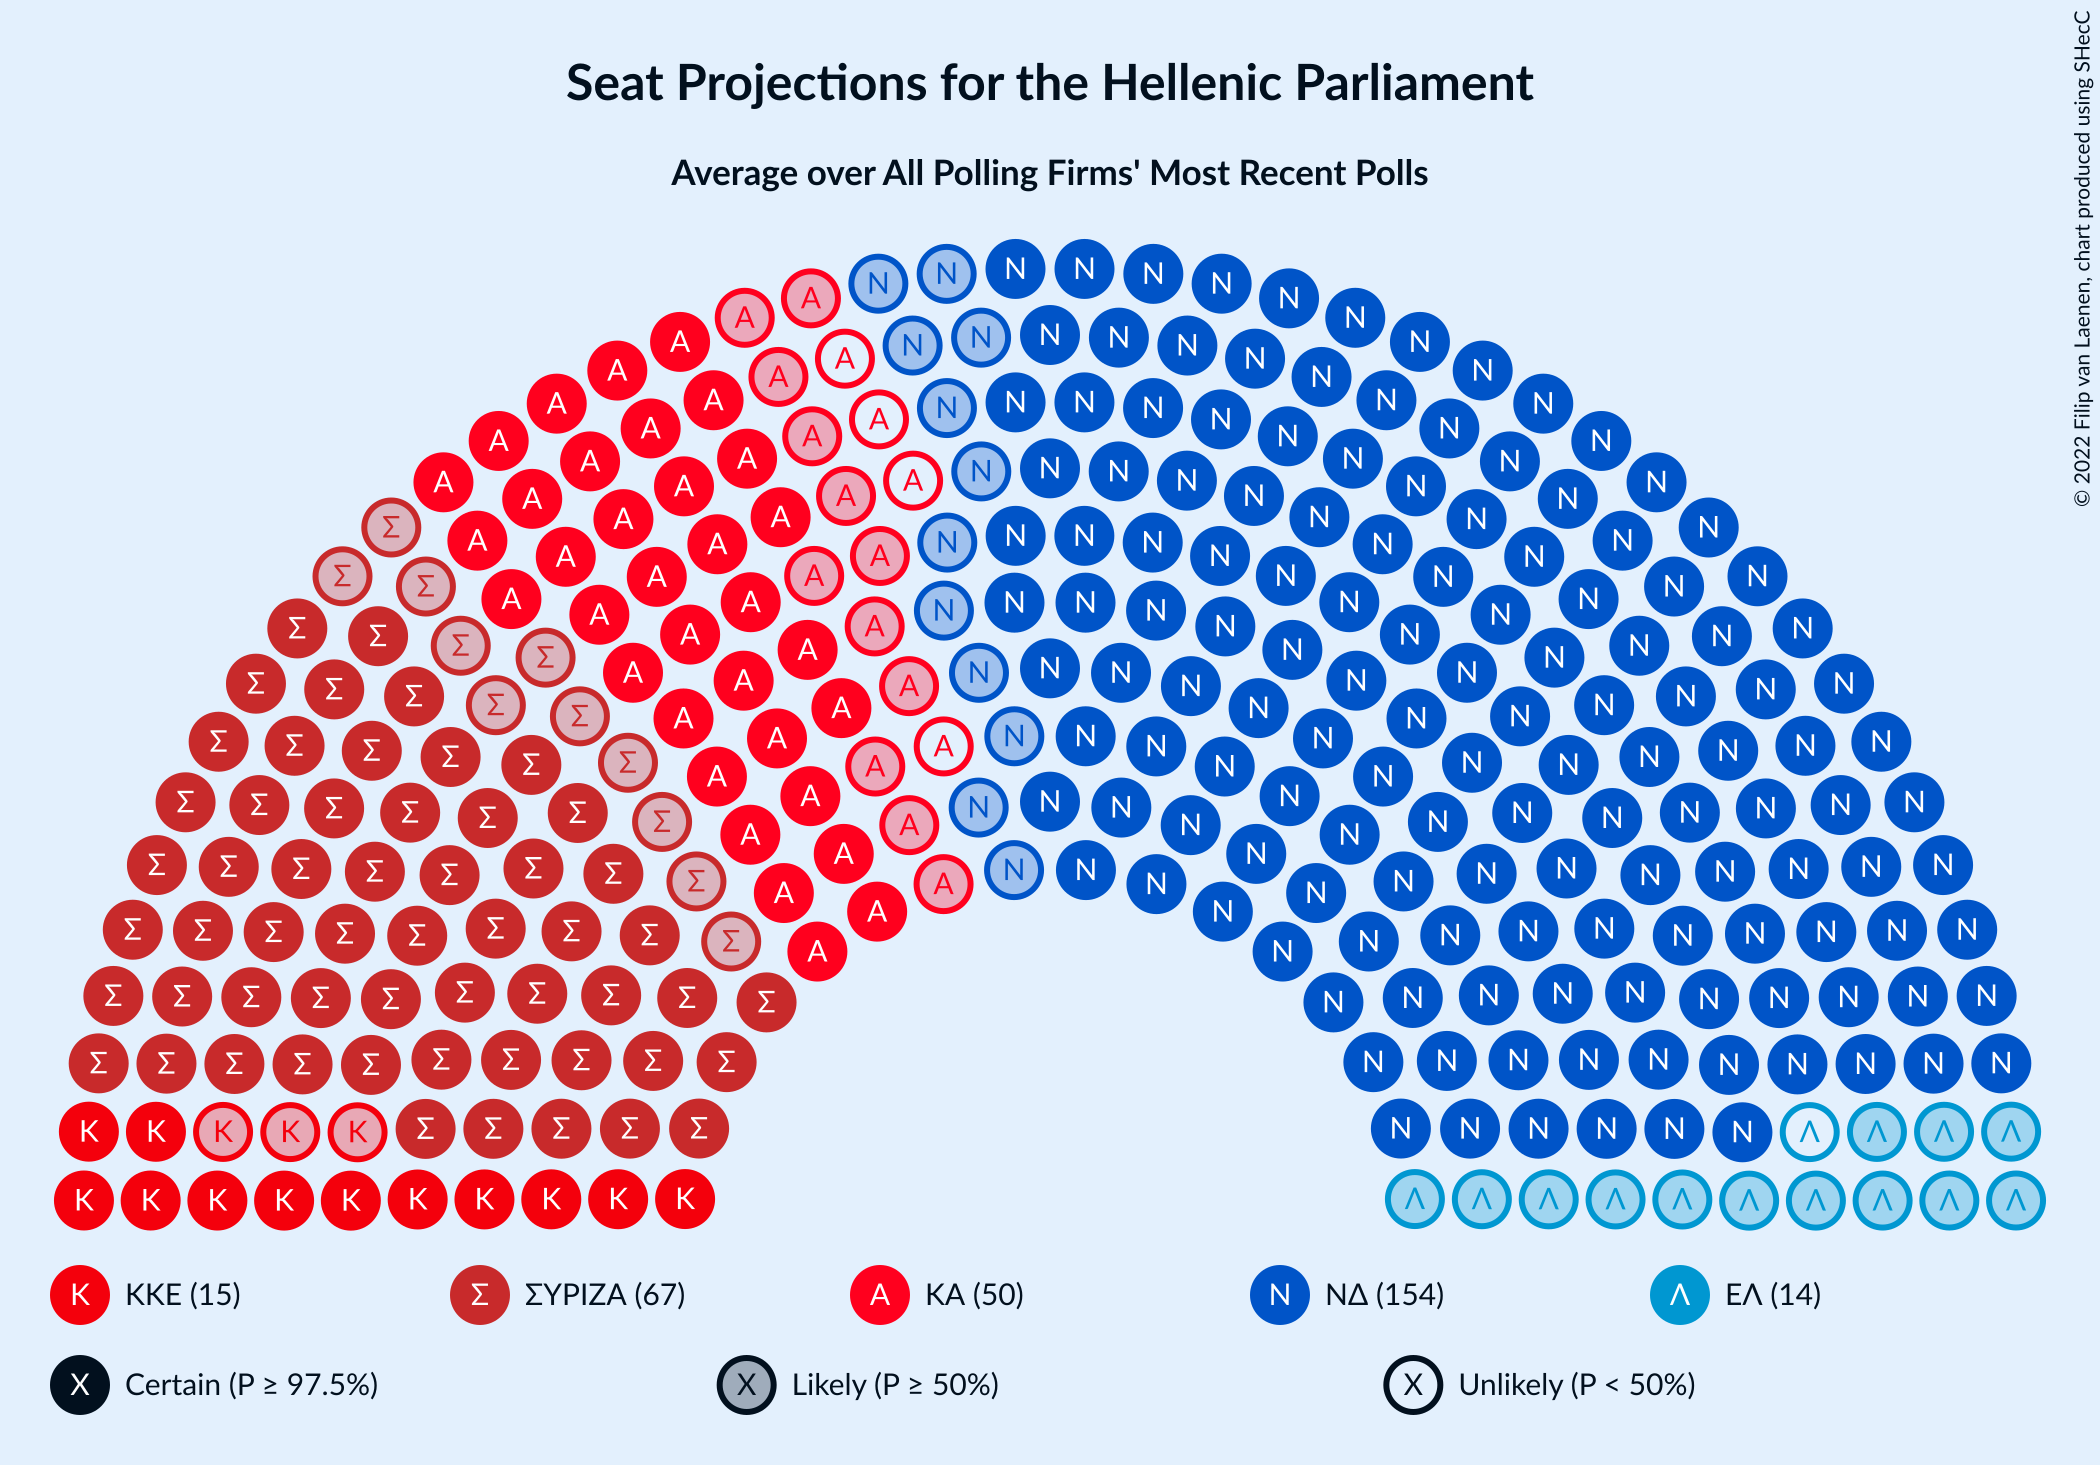 Seat Projections for the Hellenic Parliament
Average over All Polling Firms' Most Recent Polls
© 2022 Filip van Laenen, chart produced using SHecC
K ΚΚΕ (15)
Σ ΣΥΡΙΖΑ (67)
Α ΚΑ (50)
Ν ΝΔ (154)
Λ ΕΛ (14)
X Certain (P ≥ 97.5%)
X Likely (P ≥ 50%)
X Unlikely (P < 50%)